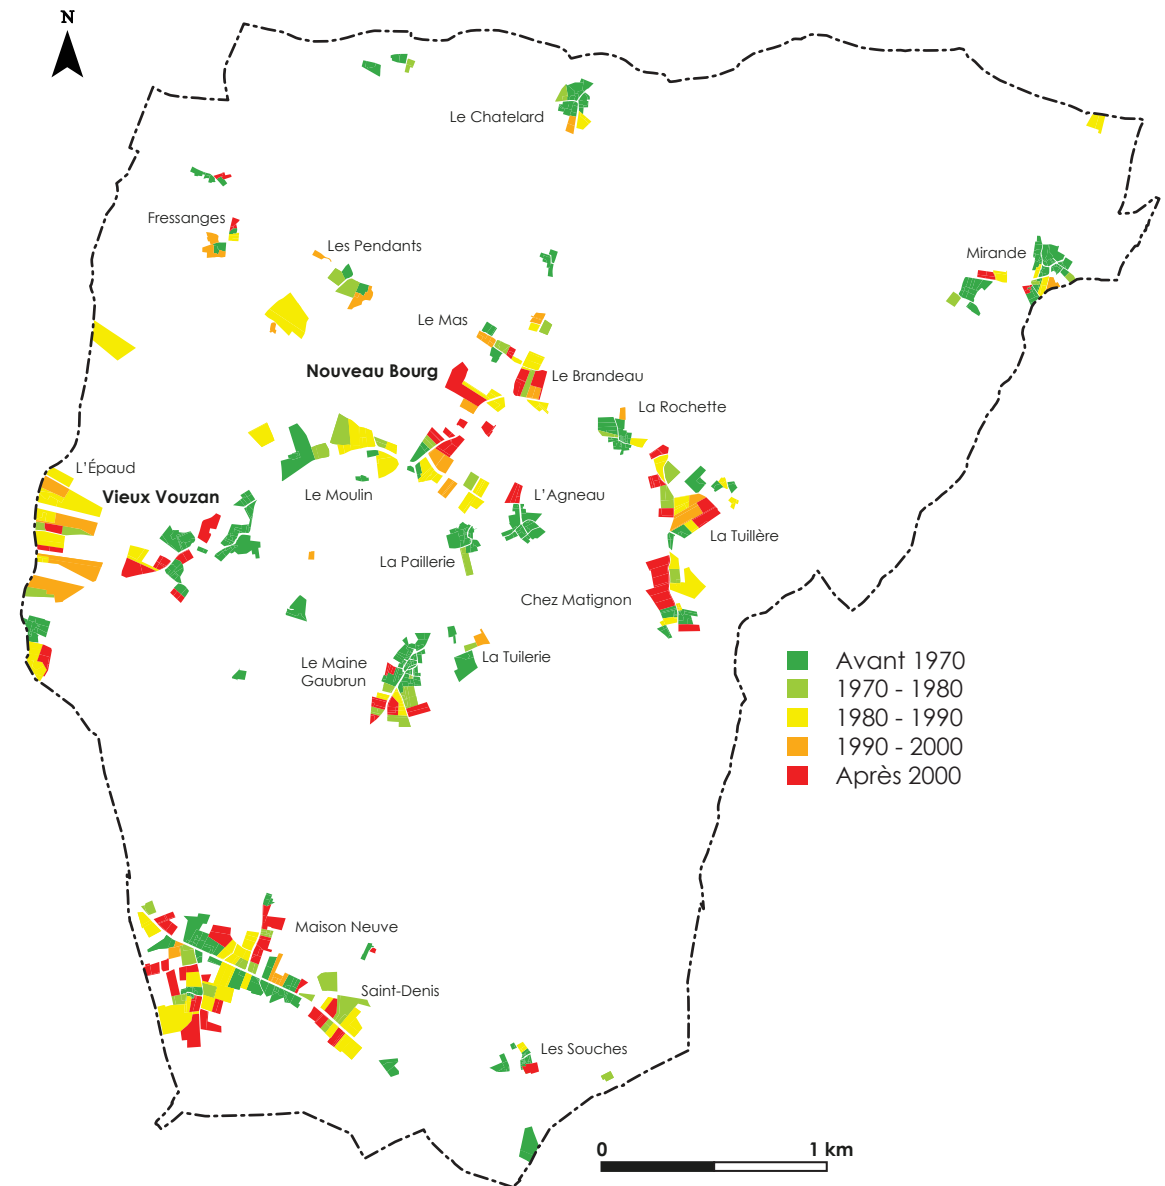 N
Le Chatelard
Fressanges
Les Pendants
Mirande
Le Mas
Nouveau Bourg
Le Brandeau
La Rochette
L'Épaud
Vieux Vouzan
Le Moulin
L'Agneau
La Tuillère
La Paillerie
Chez Matignon
Le Maine
Gaubrun
La Tuilerie
Avant 1970
1970 - 1980
1980 - 1990
1990 - 2000
Après 2000
Maison Neuve
Saint-Denis
Les Souches
0 1 km